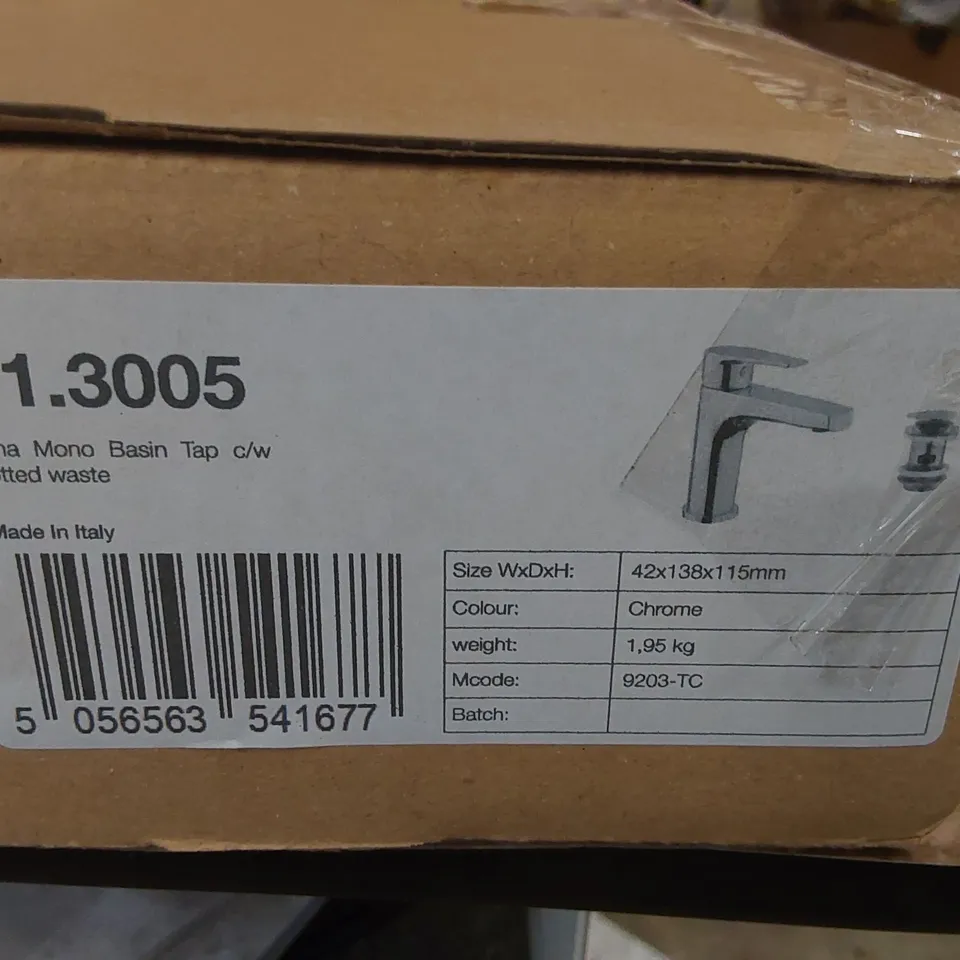 1.3005
na Mono Basin Tap c/w
tted waste
Made In Italy
5 056563 541677
Size WxDxH: 42x138x115mm
Colour: Chrome
weight: 1,95 kg
Mcode: 9203-TC
Batch: